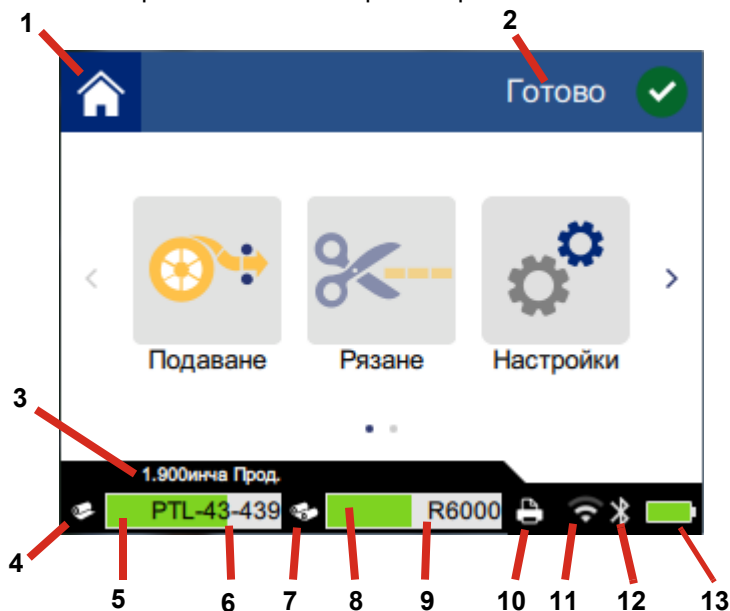 1
2
Готово
Подаване
Рязане
Настройки
3
1.900инча Прод.
PTL-43-439
R6000
4
5
6
7
8
9
10
11
12
13